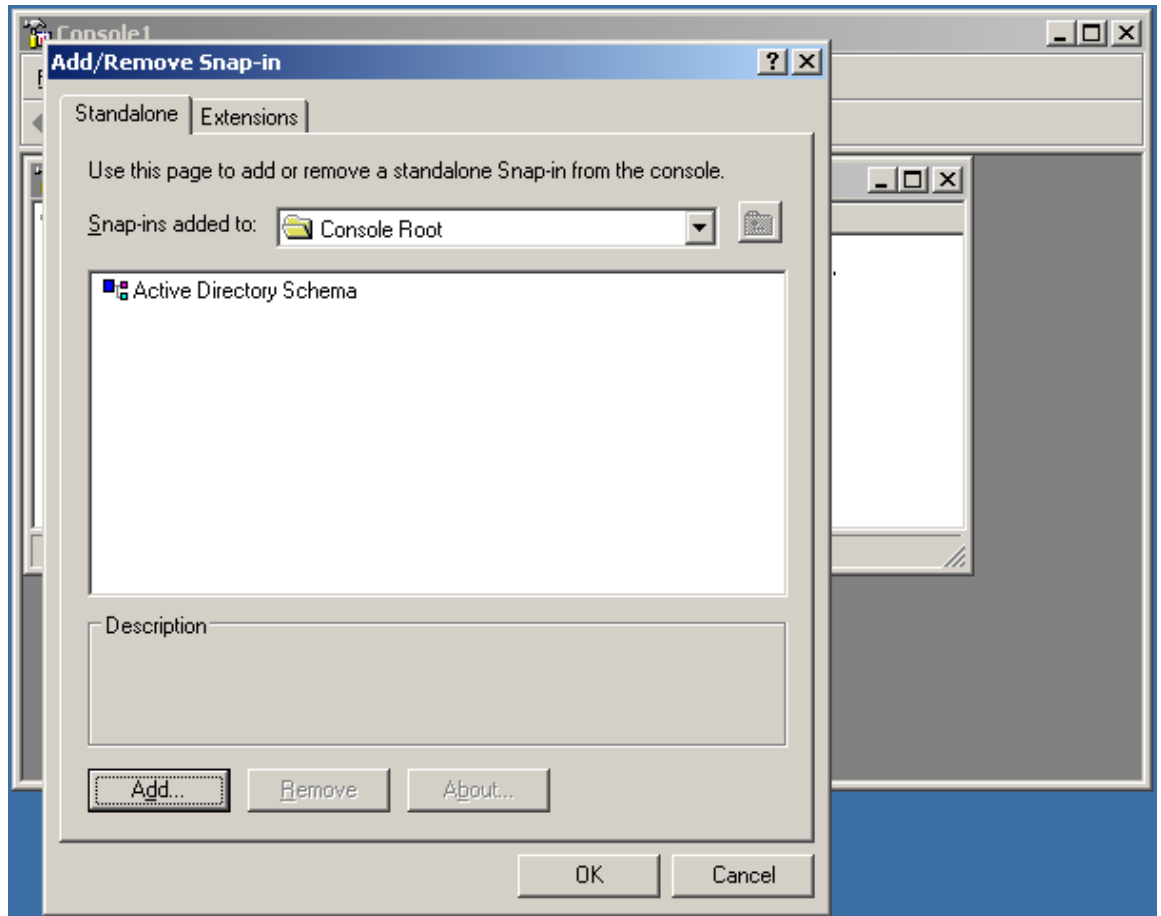 Console1
Add/Remove Snap-in
Standalone
Extensions
Use this page to add or remove a standalone Snap-in from the console.
Snap-ins added to:
Console Root
Active Directory Schema
Description
Add...
Remove
About...
OK
Cancel